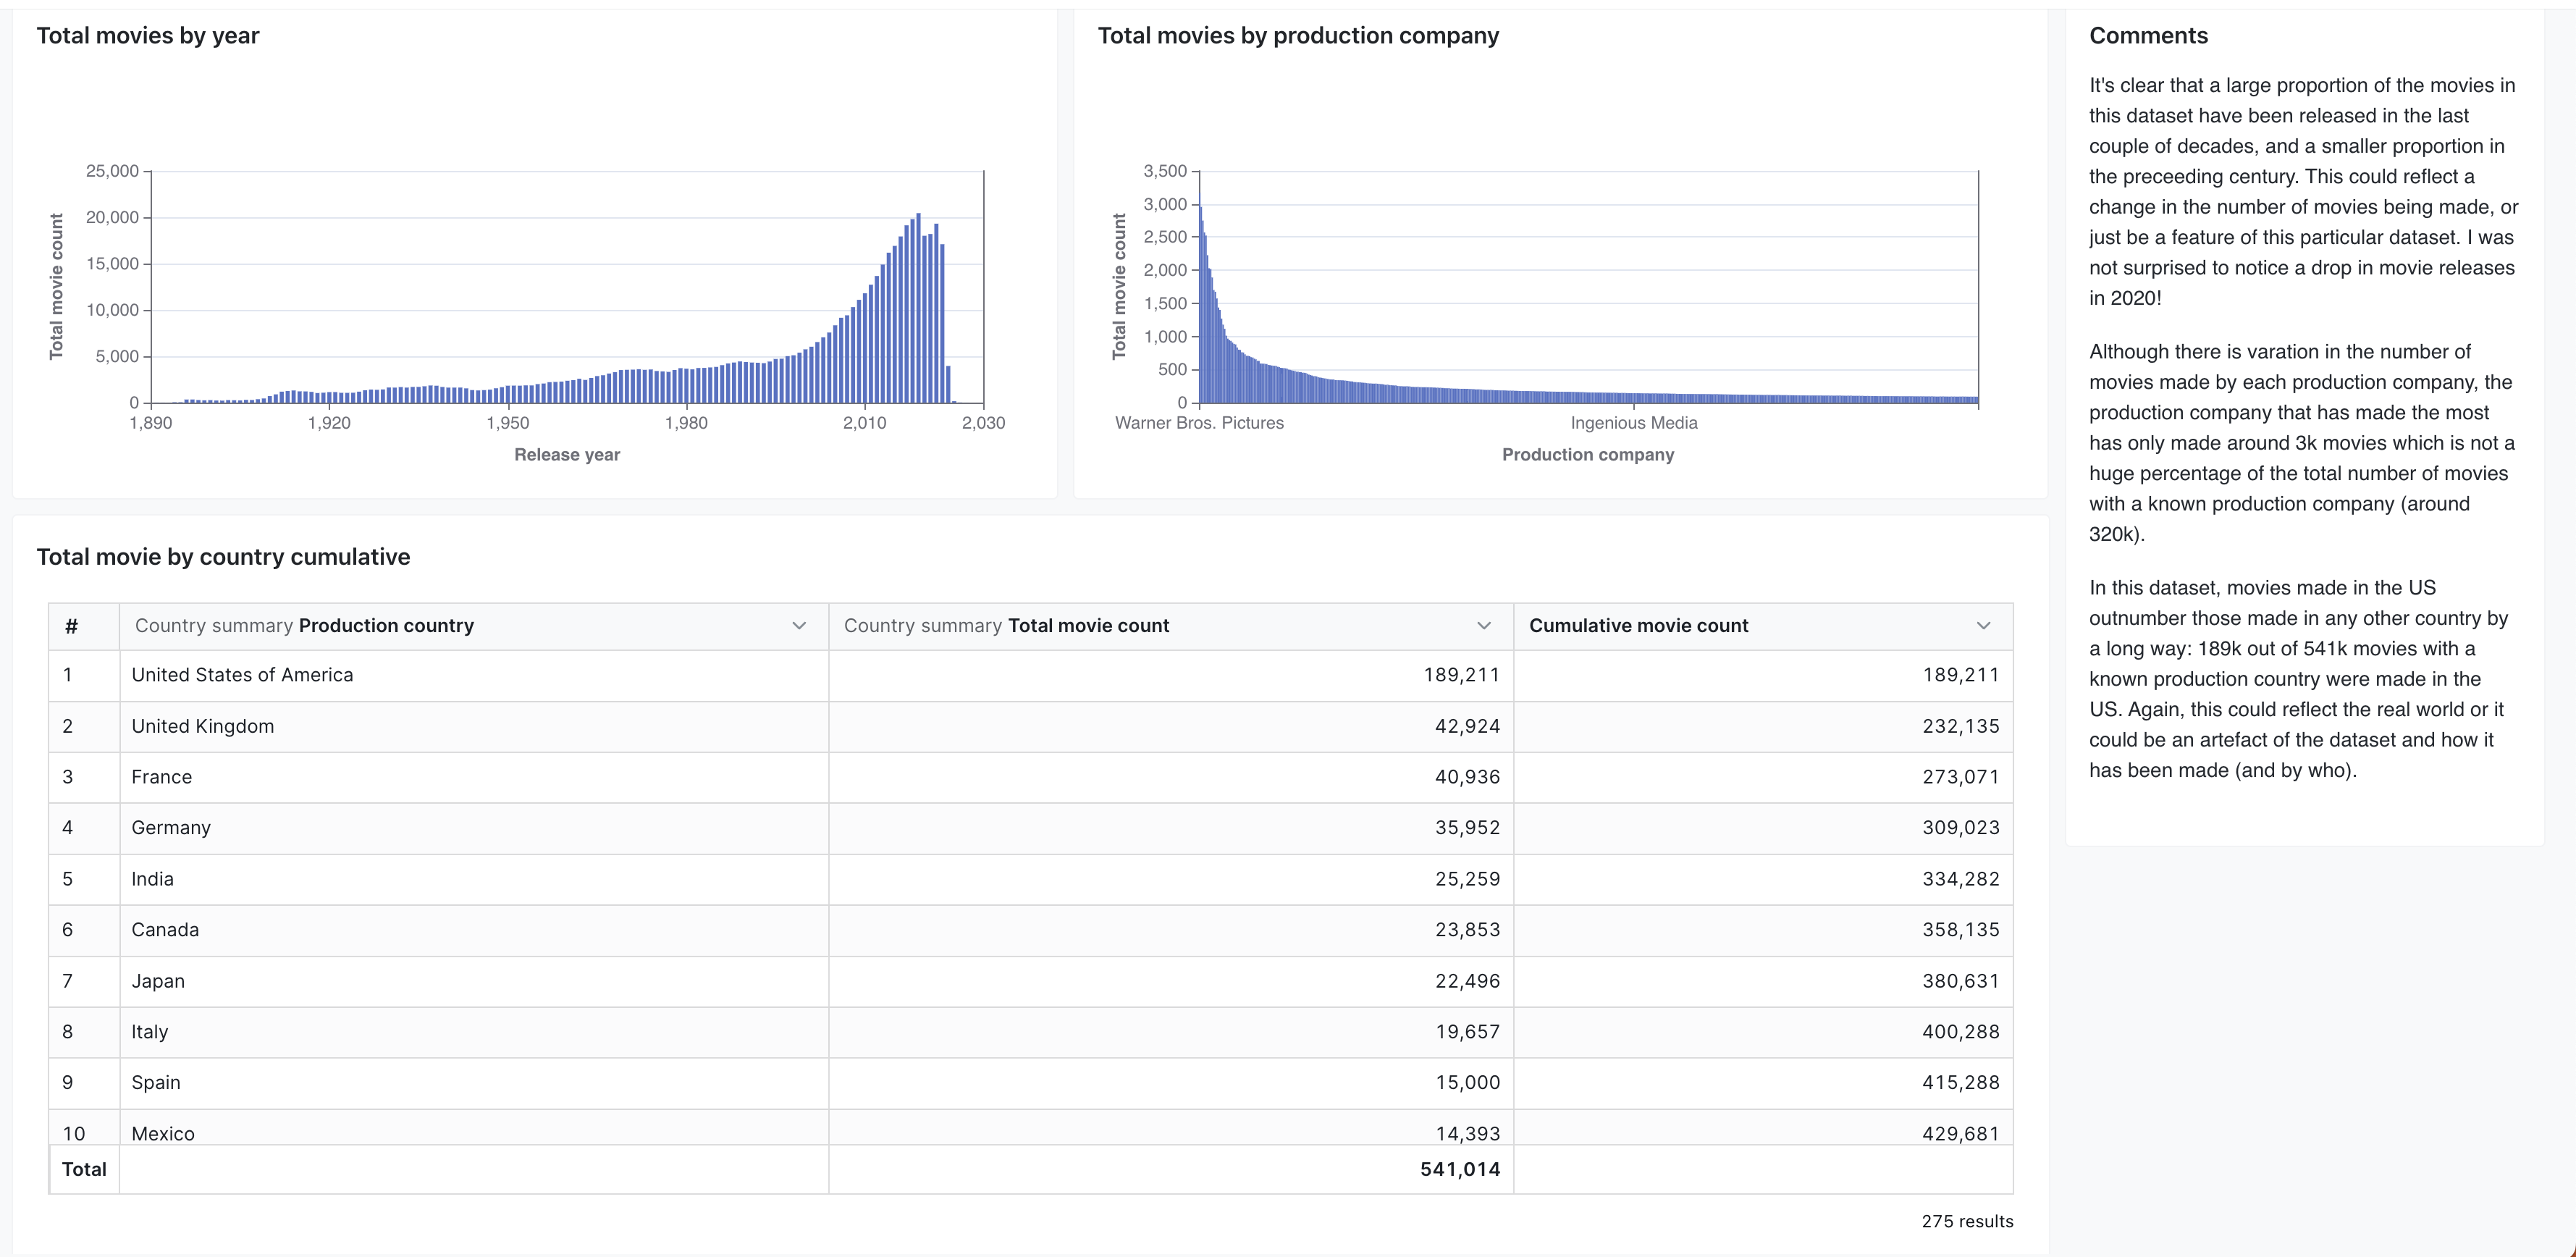 Total movies by year
25,000
20,000
15,000
10,000
5,000
0
Total movie count
1,890 1,920 1,950 1,980 2,010 2,030
Release year
Total movies by production company
3,500
3,000
2,500
2,000
1,500
1,000
500
0
Total movie count
Warner Bros. Pictures Ingenious Media
Production company
Total movie by country cumulative
# Country summary Production country Country summary Total movie count Cumulative movie count
1 United States of America 189,211 189,211
2 United Kingdom 42,924 232,135
3 France 40,936 273,071
4 Germany 35,952 309,023
5 India 25,259 334,282
6 Canada 23,853 358,135
7 Japan 22,496 380,631
8 Italy 19,657 400,288
9 Spain 15,000 415,288
10 Mexico 14,393 429,681
Total 541,014
275 results
Comments
It's clear that a large proportion of the movies in
this dataset have been released in the last
couple of decades, and a smaller proportion in
the preceeding century. This could reflect a
change in the number of movies being made, or
just be a feature of this particular dataset. I was
not surprised to notice a drop in movie releases
in 2020!
Although there is varation in the number of
movies made by each production company, the
production company that has made the most
has only made around 3k movies which is not a
huge percentage of the total number of movies
with a known production company (around
320k).
In this dataset, movies made in the US
outnumber those made in any other country by
a long way: 189k out of 541k movies with a
known production country were made in the
US. Again, this could reflect the real world or it
could be an artefact of the dataset and how it
has been made (and by who).